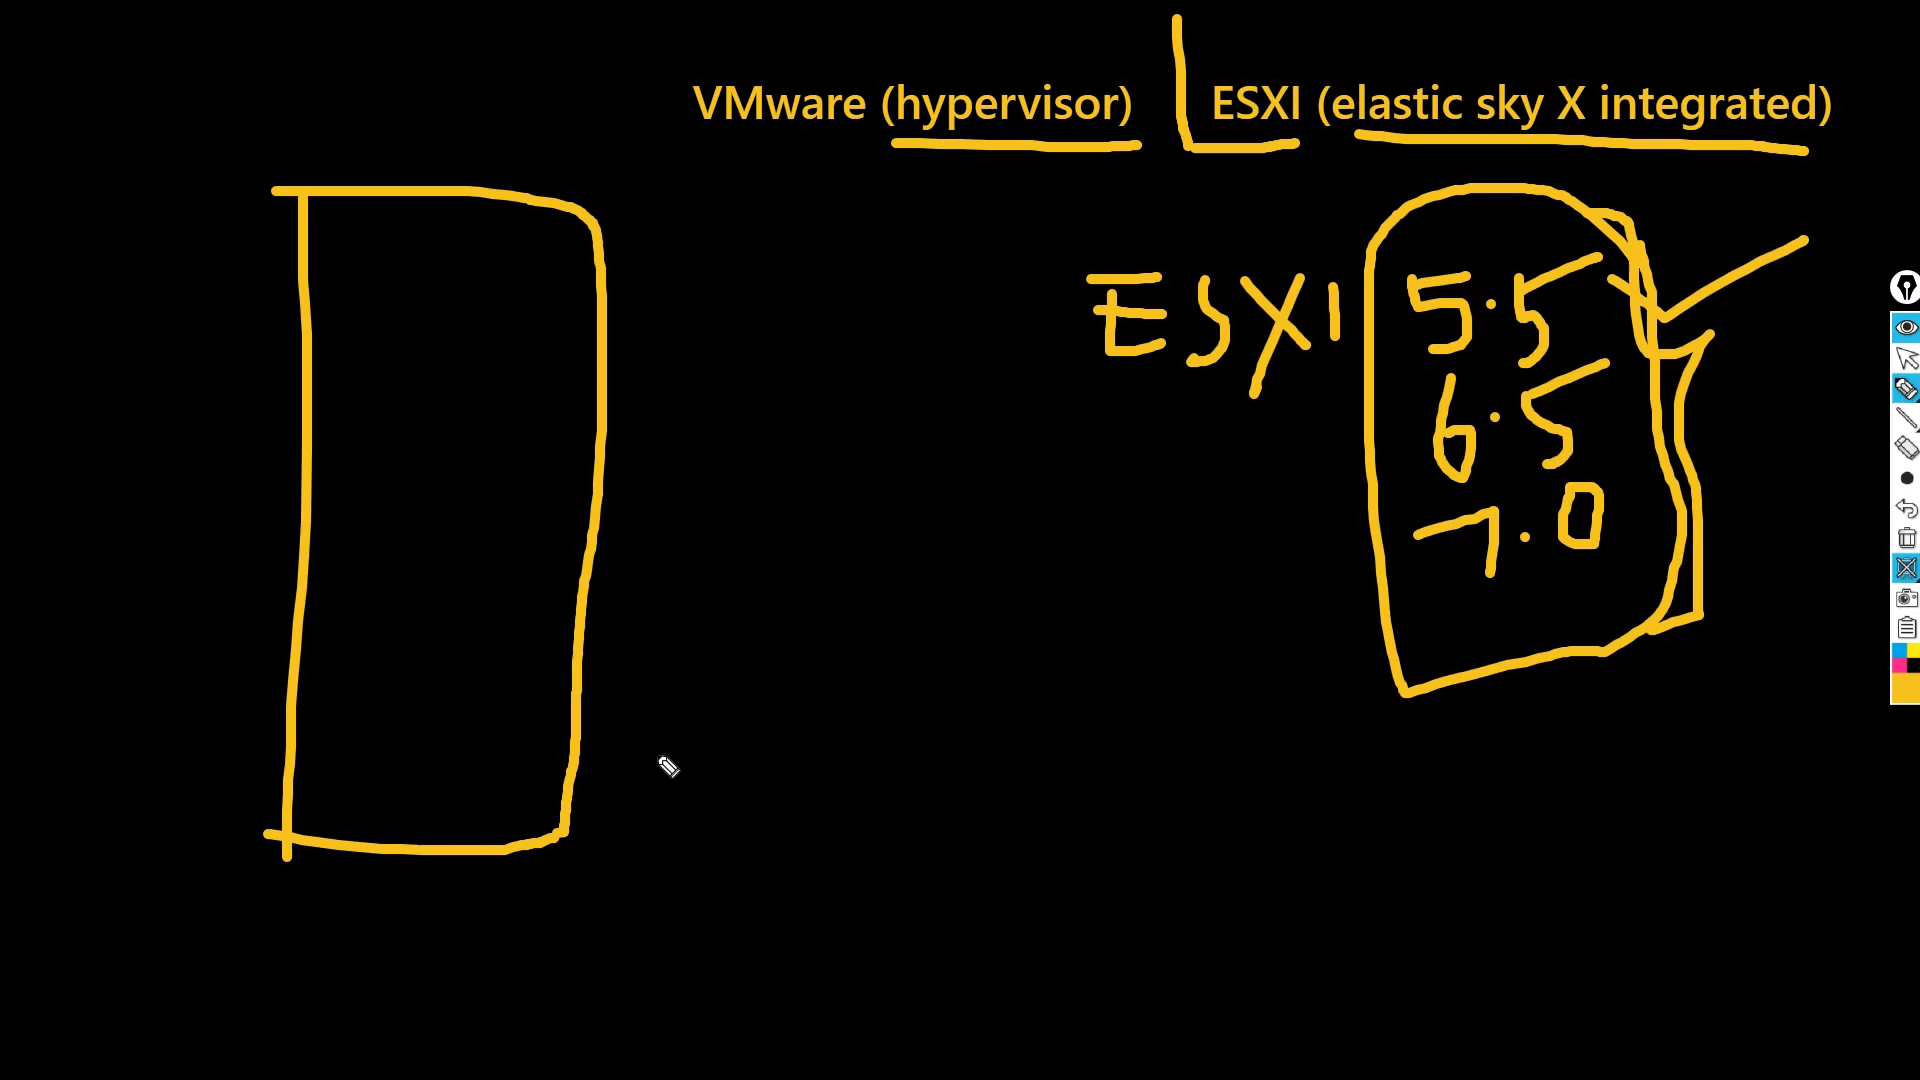 VMware (hypervisor) ESXI (elastic sky X integrated)
ESXI 5.5
6.5
7.0